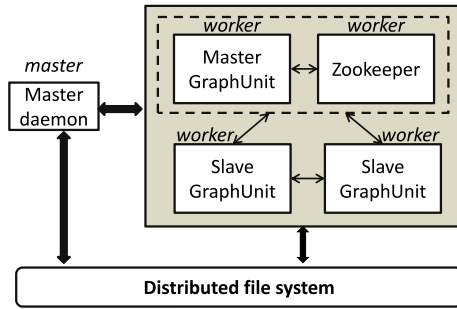 worker
worker
Master
GraphUnit
Zookeeper
master
Master
daemon
worker
worker
Slave
GraphUnit
Slave
GraphUnit
Distributed file system